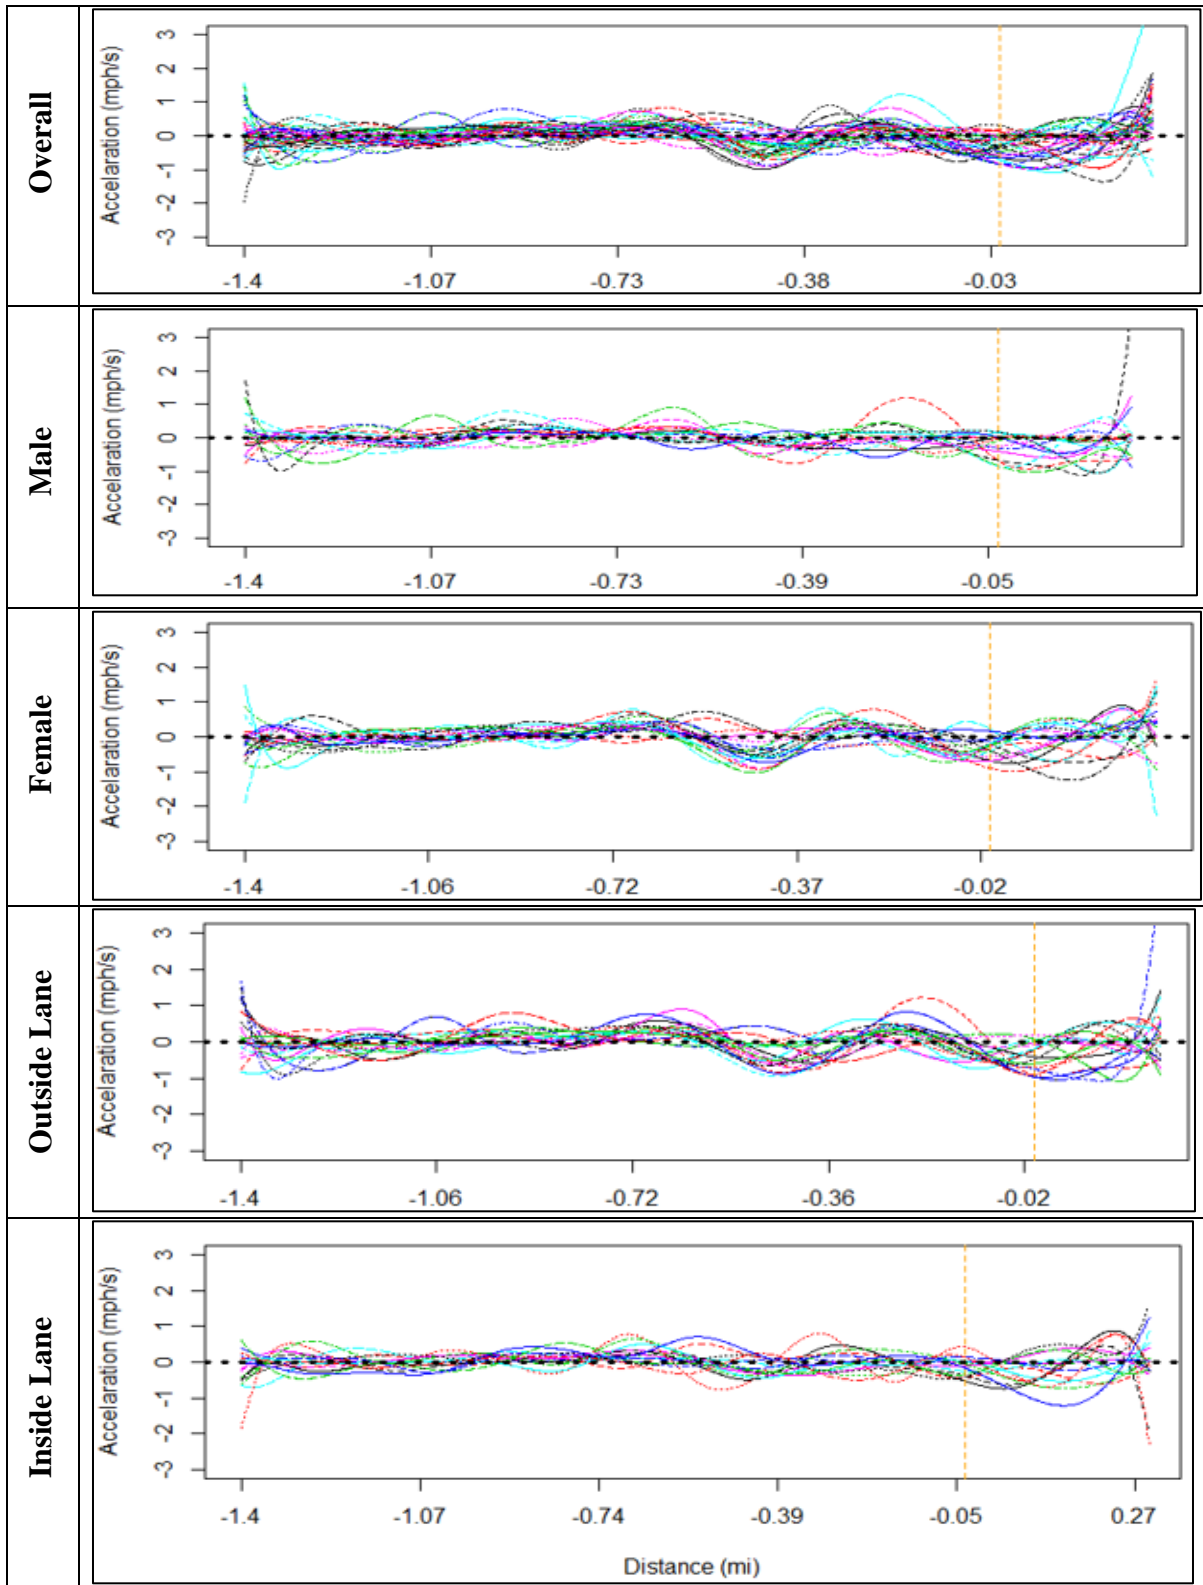 Overall
Accelaration (mph/s)
3
2
1
0
-1
-2
-3
-1.4 -1.07 -0.73 -0.38 -0.03
Male
Accelaration (mph/s)
3
2
1
0
-1
-2
-3
-1.4 -1.07 -0.73 -0.39 -0.05
Female
Accelaration (mph/s)
3
2
1
0
-1
-2
-3
-1.4 -1.06 -0.72 -0.37 -0.02
Outside Lane
Accelaration (mph/s)
3
2
1
0
-1
-2
-3
-1.4 -1.06 -0.72 -0.36 -0.02
Inside Lane
Accelaration (mph/s)
3
2
1
0
-1
-2
-3
-1.4 -1.07 -0.74 -0.39 -0.05 0.27
Distance (mi)